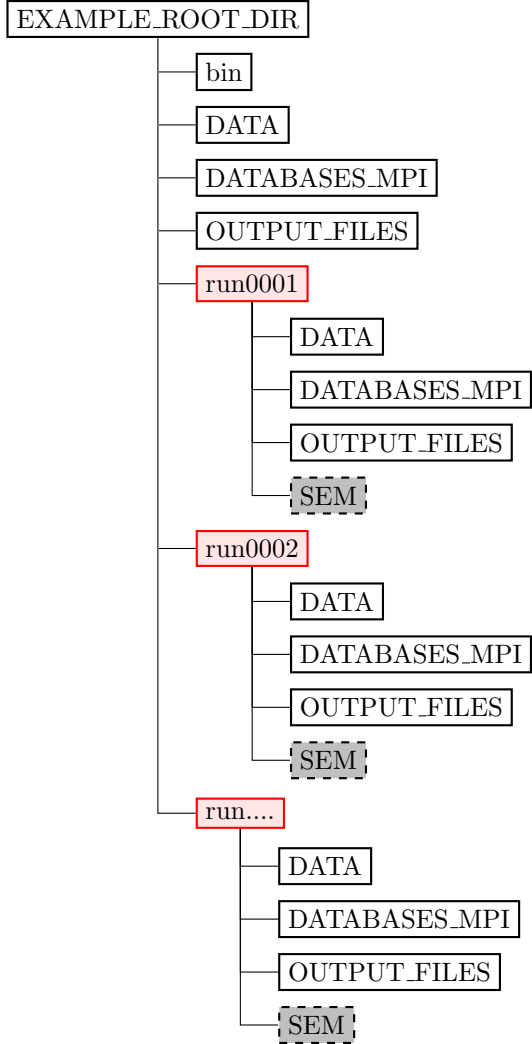 EXAMPLE_ROOT_DIR
bin
DATA
DATABASES_MPI
OUTPUT_FILES
run0001
DATA
DATABASES_MPI
OUTPUT_FILES
SEM
run0002
DATA
DATABASES_MPI
OUTPUT_FILES
SEM
run....
DATA
DATABASES_MPI
OUTPUT_FILES
SEM